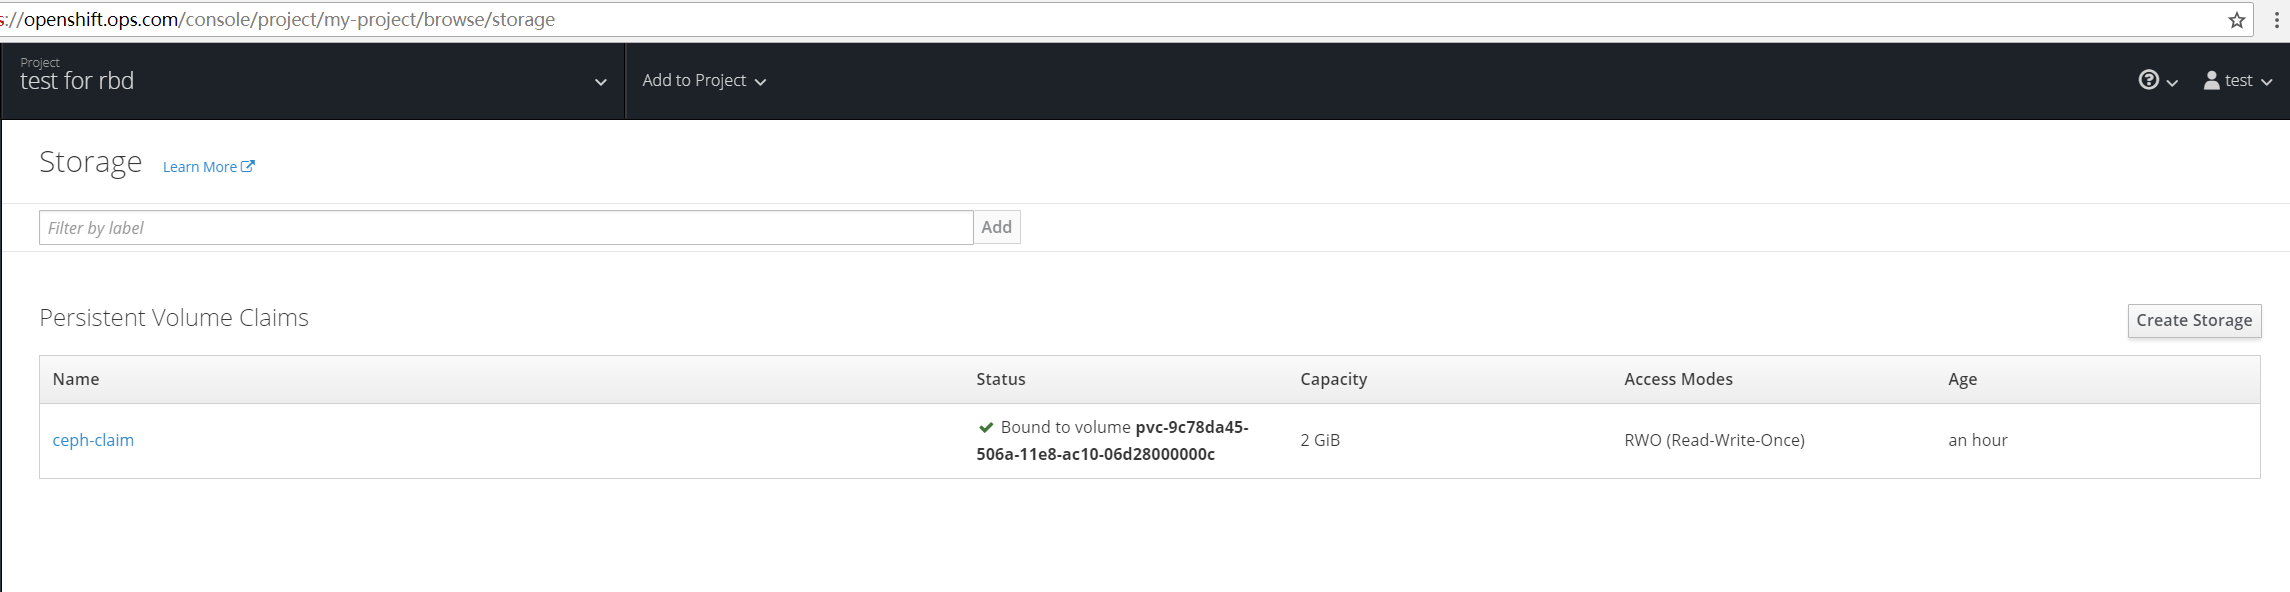 s://openshift.ops.com/console/project/my-project/browse/storage
Project
test for rbd
Add to Project
test
Storage
Learn More
Filter by label
Add
Persistent Volume Claims
Create Storage
Name
Status
Capacity
Access Modes
Age
ceph-claim
Bound to volume pvc-9c78da45-
506a-11e8-ac10-06d28000000c
2 GiB
RWO (Read-Write-Once)
an hour